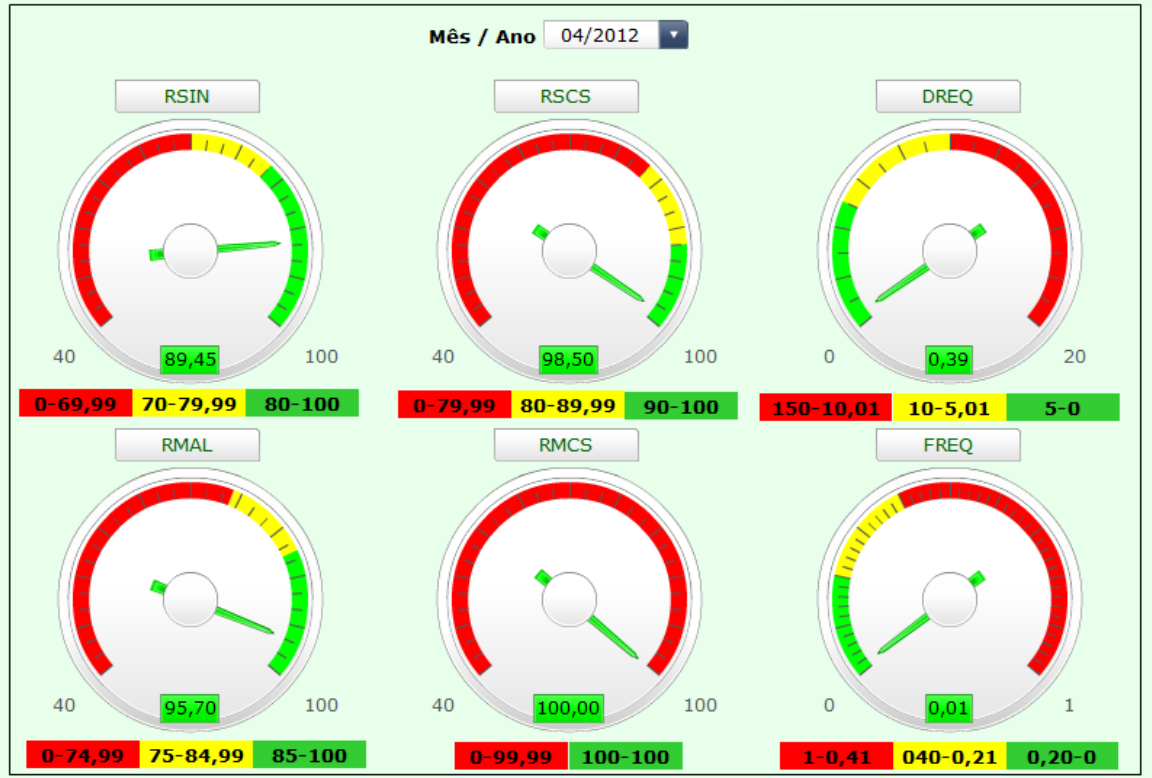 Mês / Ano 04/2012
RSIN RSCS DREQ
40 89,45 100 40 98,50 100 0 0,39 20
0-69,99 70-79,99 80-100 0-79,99 80-89,99 90-100 150-10,01 10-5,01 5-0
RMAL RMCS FREQ
40 95,70 100 40 100,00 100 0 0,01 1
0-74,99 75-84,99 85-100 0-99,99 100-100 1-0,41 040-0,21 0,20-0